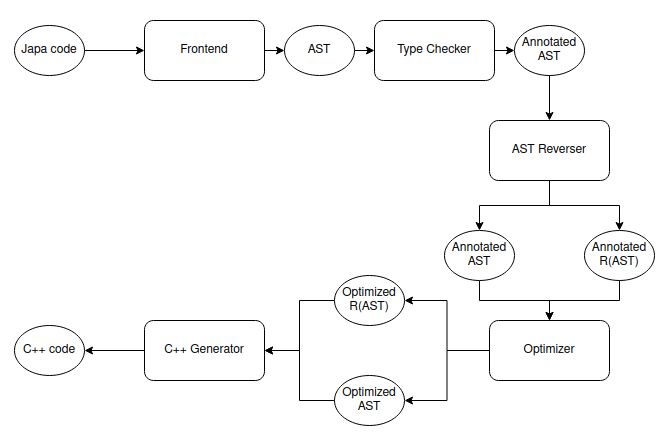 Japa code
Frontend
AST
Type Checker
Annotated
AST
AST Reverser
Annotated
AST
Annotated
R(AST)
Optimized
R(AST)
C++ code
C++ Generator
Optimizer
Optimized
AST